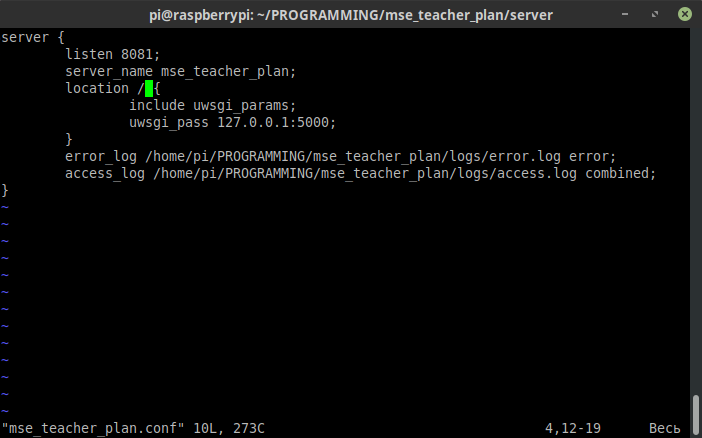 pi@raspberrypi: ~/PROGRAMMING/mse_teacher_plan/server
server {
        listen 8081;
        server_name mse_teacher_plan;
        location / {
                include uwsgi_params;
                uwsgi_pass 127.0.0.1:5000;
        }
        error_log /home/pi/PROGRAMMING/mse_teacher_plan/logs/error.log error;
        access_log /home/pi/PROGRAMMING/mse_teacher_plan/logs/access.log combined;
}
~
~
~
~
~
~
~
~
~
~
~
~
~
"mse_teacher_plan.conf" 10L, 273C 4,12-19 Весь